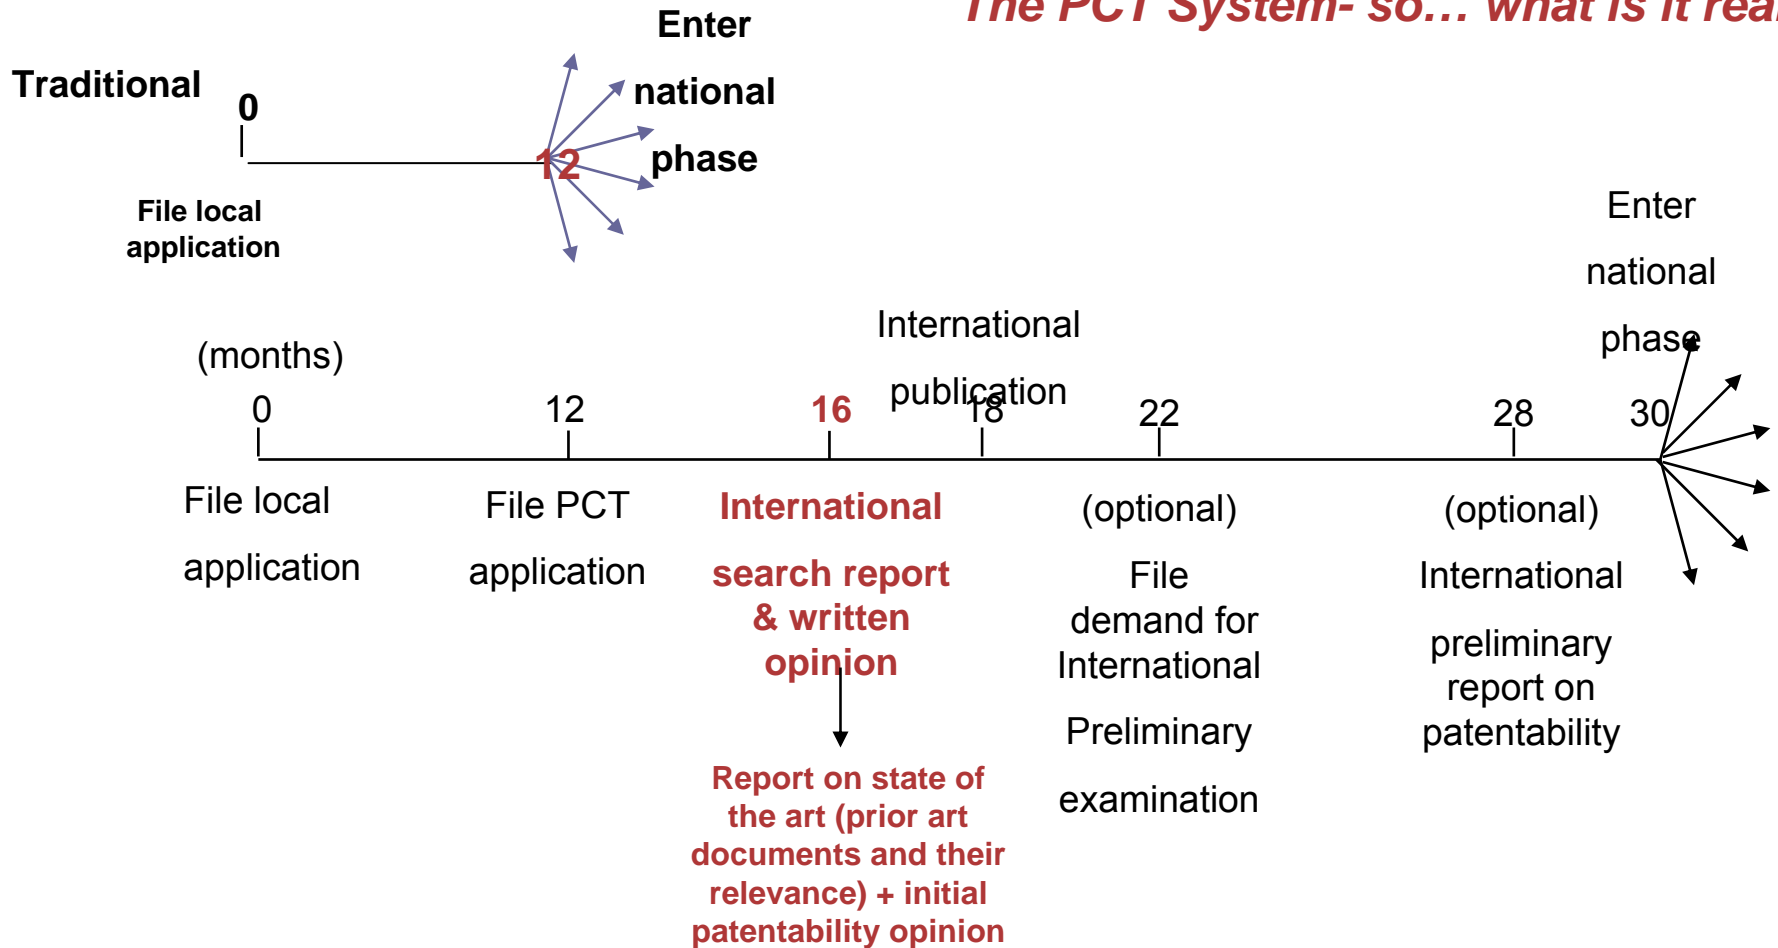 The PCT System- so… what is it
Traditional
0
12
Enter
national
phase
File local
application
(months)
0
12
16
18
22
28
30
International
publication
Enter
national
phase
File local
application
File PCT
application
International
search report
& written
opinion
(optional)
File
demand for
International
Preliminary
examination
(optional)
International
preliminary
report on
patentability
Report on state of
the art (prior art
documents and their
relevance) + initial
patentability opinion